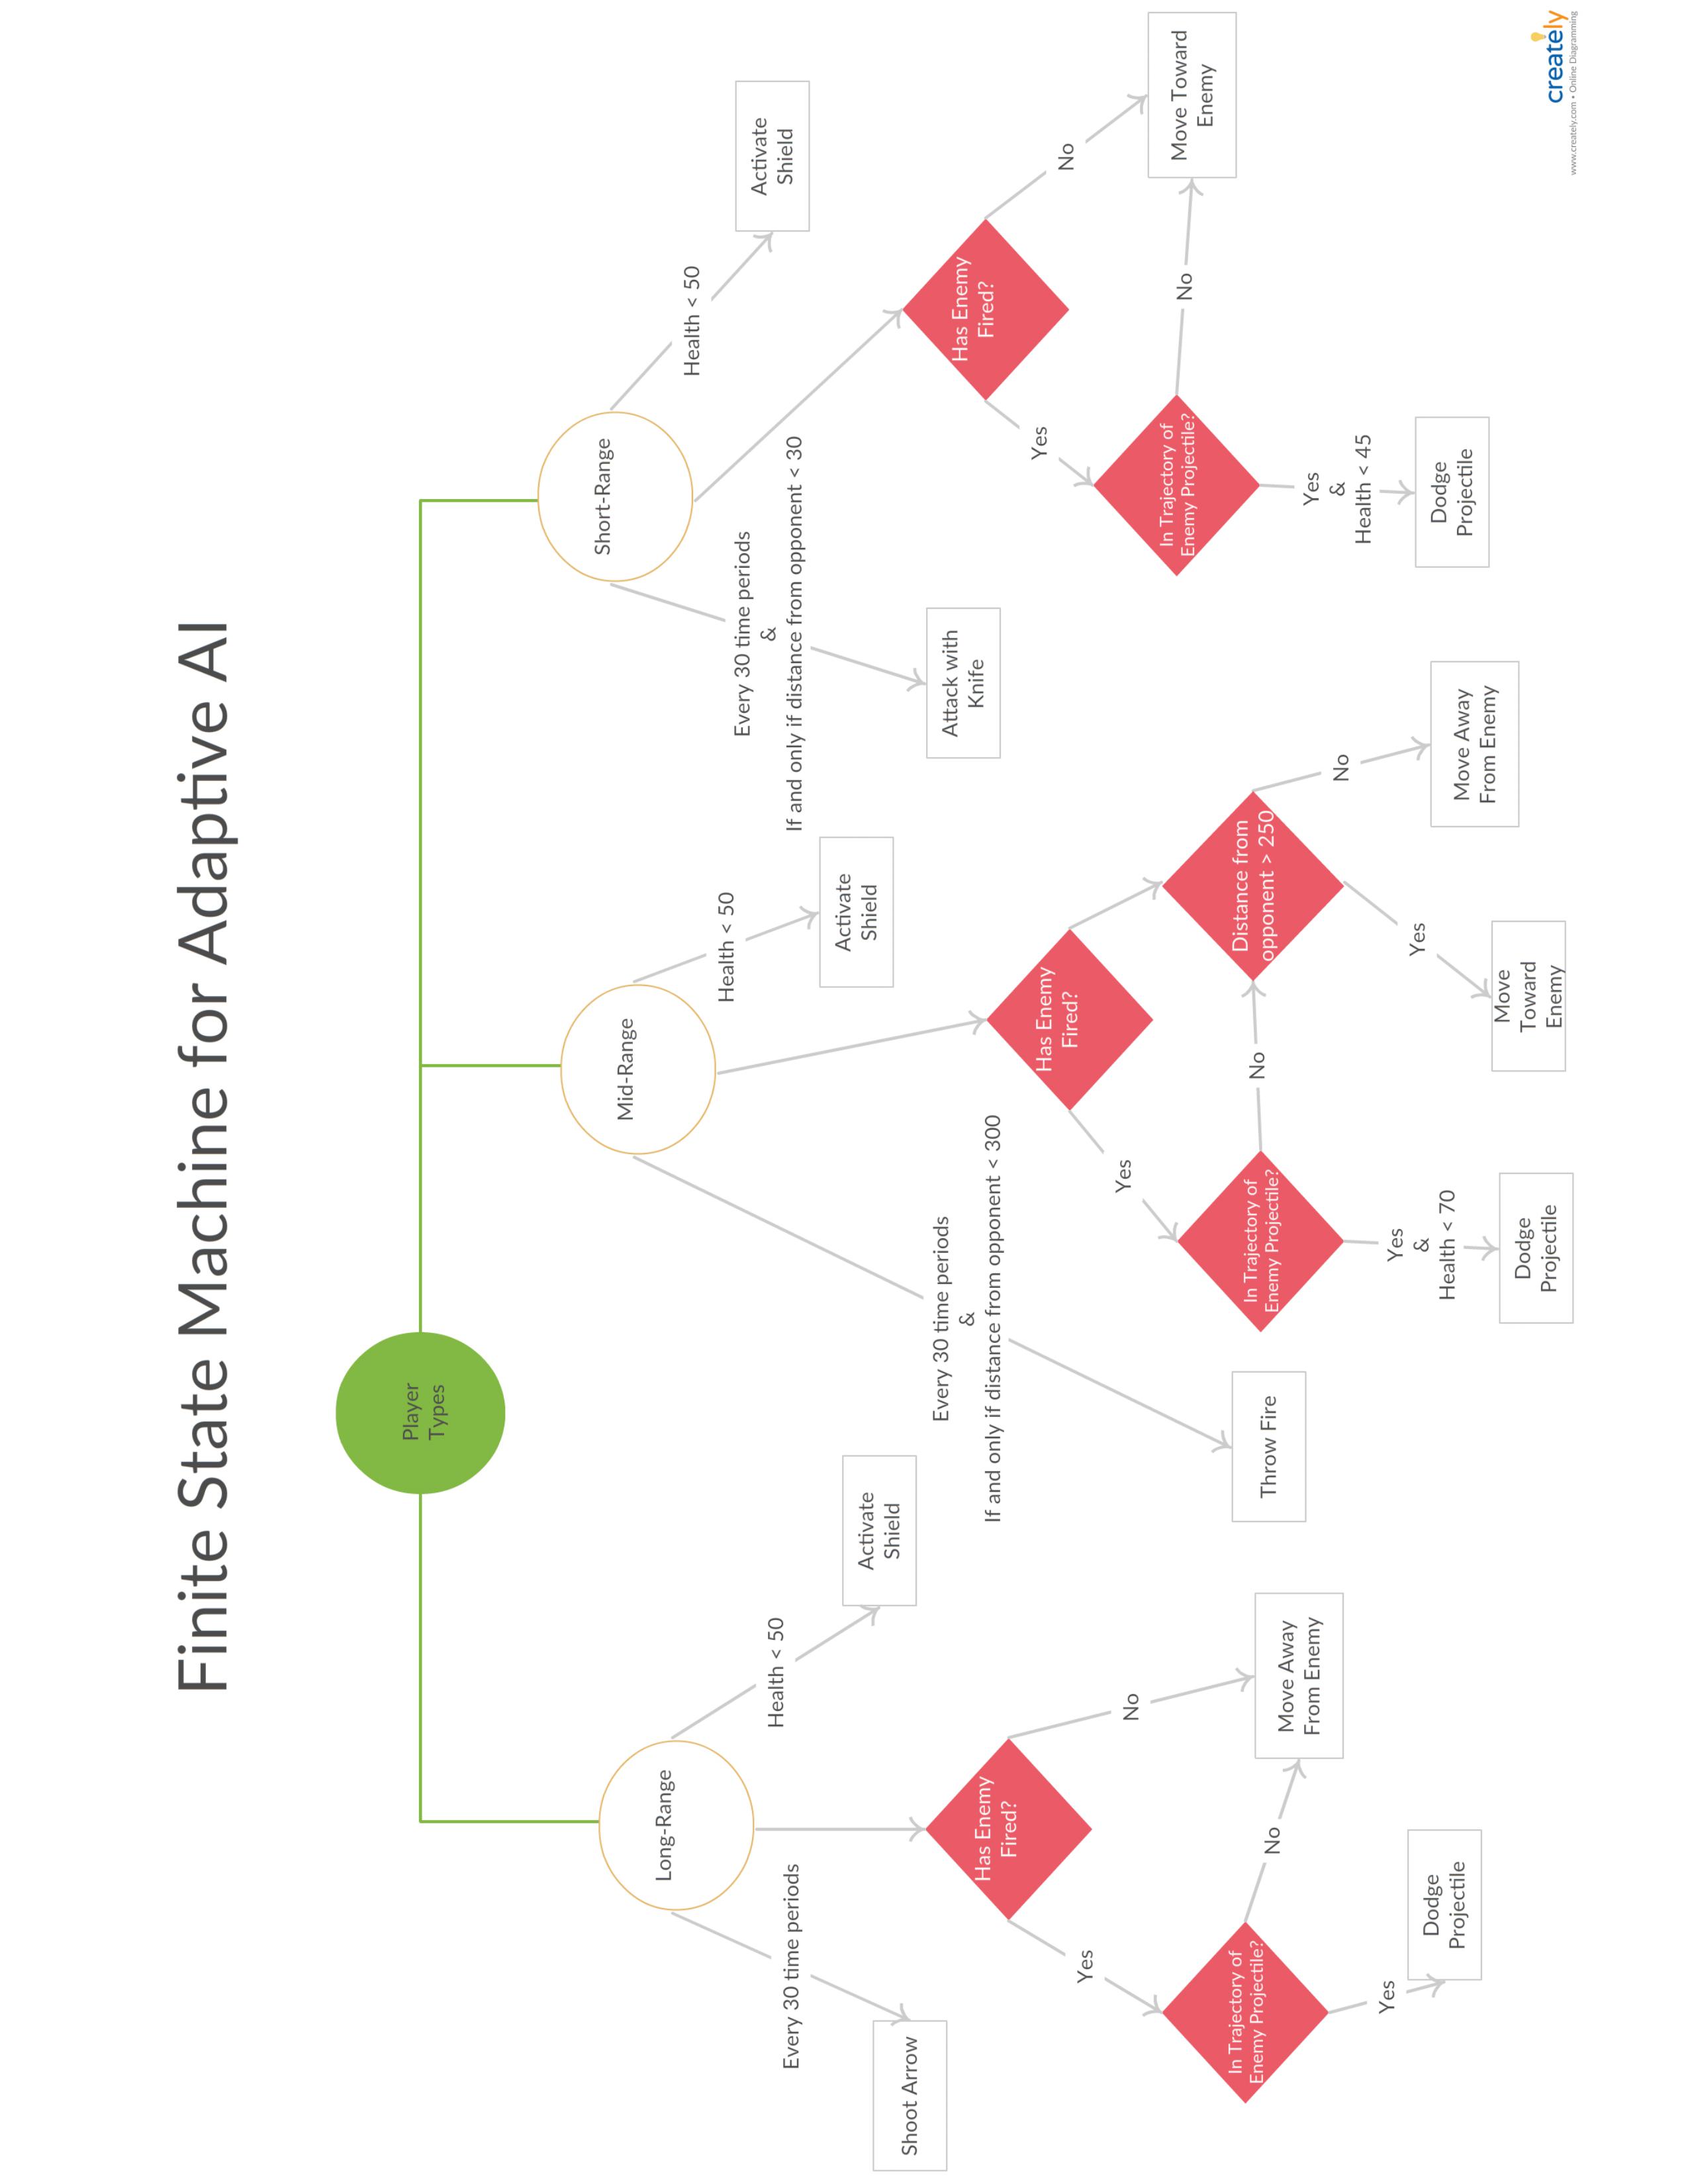 Finite State Machine for Adaptive AI
Player
Types
Long-Range
Mid-Range
Short-Range
Every 30 time periods
Shoot Arrow
Health < 50
Activate
Shield
Has Enemy
Fired?
Yes
No
In Trajectory of
Enemy Projectile?
No
Move Away
From Enemy
Yes
Dodge
Projectile
Every 30 time periods
&
If and only if distance from opponent < 300
Throw Fire
Health < 50
Activate
Shield
Has Enemy
Fired?
Yes
In Trajectory of
Enemy Projectile?
No
Distance from
opponent > 250
No
Move Away
From Enemy
Yes
Move
Toward
Enemy
Yes
&
Health < 70
Dodge
Projectile
Every 30 time periods
&
If and only if distance from opponent < 30
Attack with
Knife
Health < 50
Activate
Shield
Has Enemy
Fired?
Yes
No
In Trajectory of
Enemy Projectile?
No
Move Toward
Enemy
Yes
&
Health < 45
Dodge
Projectile
creately
www.creately.com • Online Diagramming